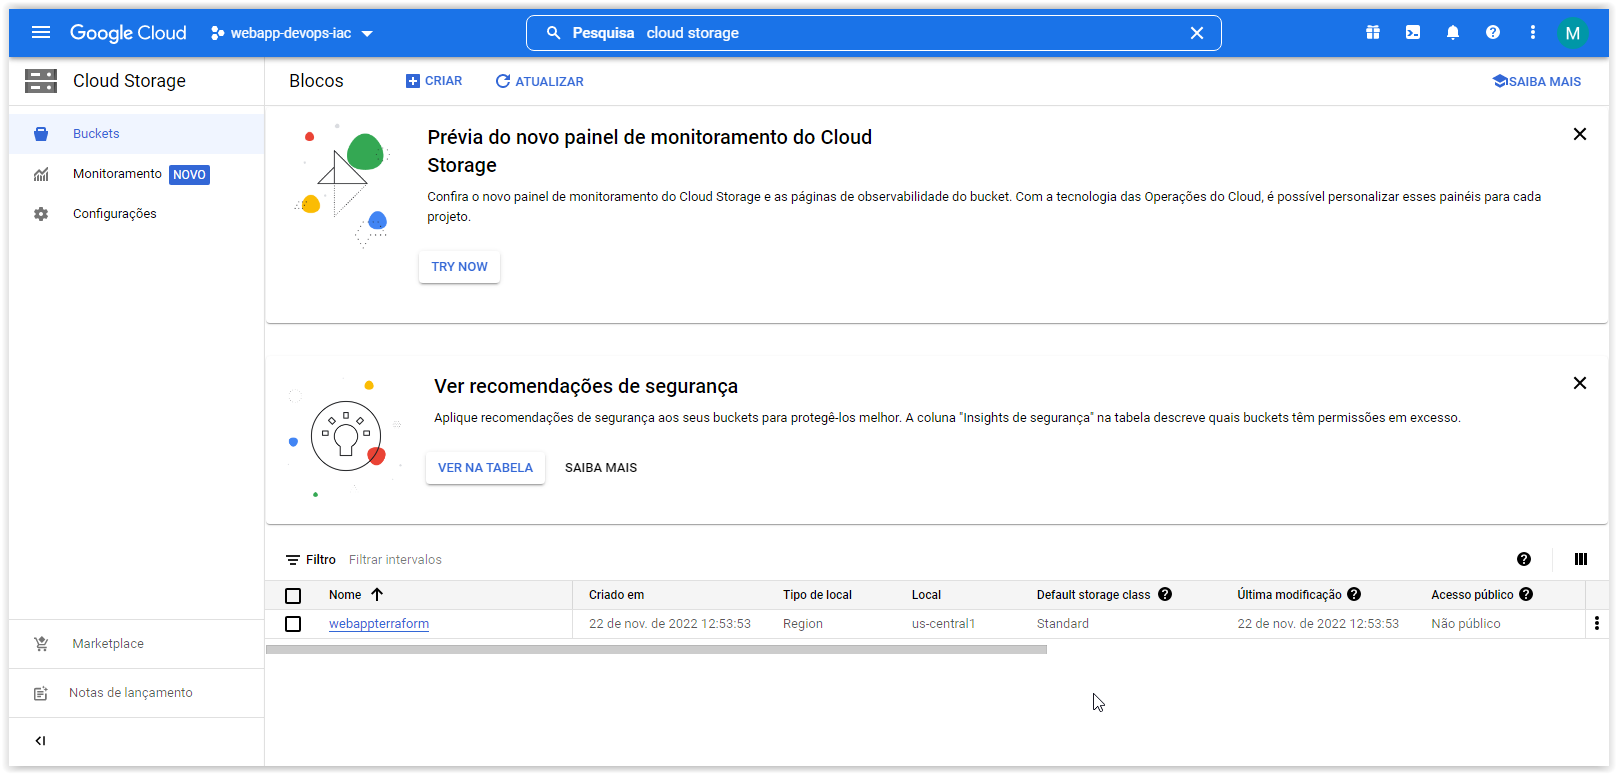 Google Cloud webapp-devops-iac Pesquisa cloud storage M
Cloud Storage Blocos CRIAR ATUALIZAR SAIBA MAIS
Buckets
Monitoramento NOVO
Configurações
Prévia do novo painel de monitoramento do Cloud
Storage
Confira o novo painel de monitoramento do Cloud Storage e as páginas de observabilidade do bucket. Com a tecnologia das Operações do Cloud, é possível personalizar esses painéis para cada
projeto.
TRY NOW
Ver recomendações de segurança
Aplique recomendações de segurança aos seus buckets para protegê-los melhor. A coluna "Insights de segurança" na tabela descreve quais buckets têm permissões em excesso.
VER NA TABELA SAIBA MAIS
Filtro Filtrar intervalos
Nome Criado em Tipo de local Local Default storage class Última modificação Acesso público
webappterraform 22 de nov. de 2022 12:53:53 Region us-central1 Standard 22 de nov. de 2022 12:53:53 Não público
Marketplace
Notas de lançamento